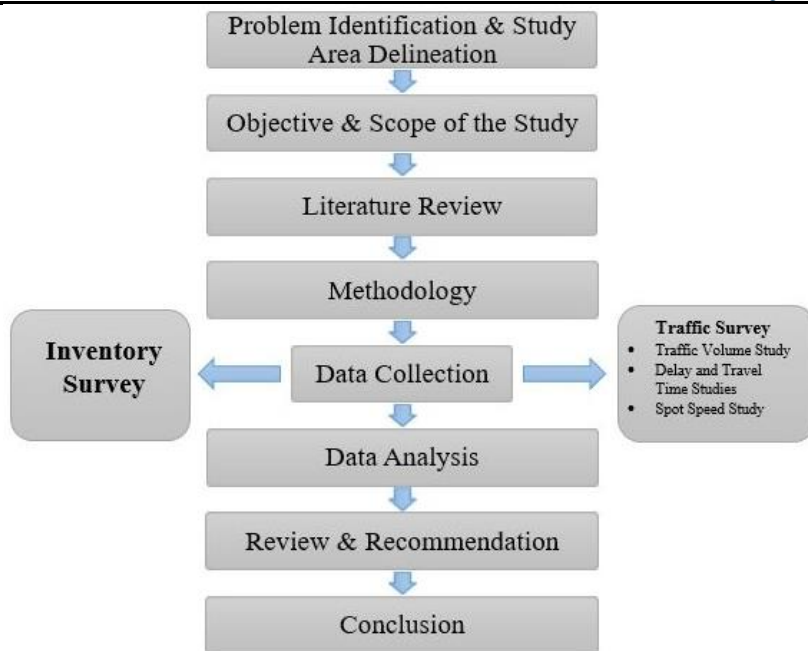 Problem Identification & Study
Area Delineation
Objective & Scope of the Study
Literature Review
Methodology
Inventory
Survey
Data Collection
Traffic Survey
• Traffic Volume Study
• Delay and Travel
Time Studies
• Spot Speed Study
Data Analysis
Review & Recommendation
Conclusion